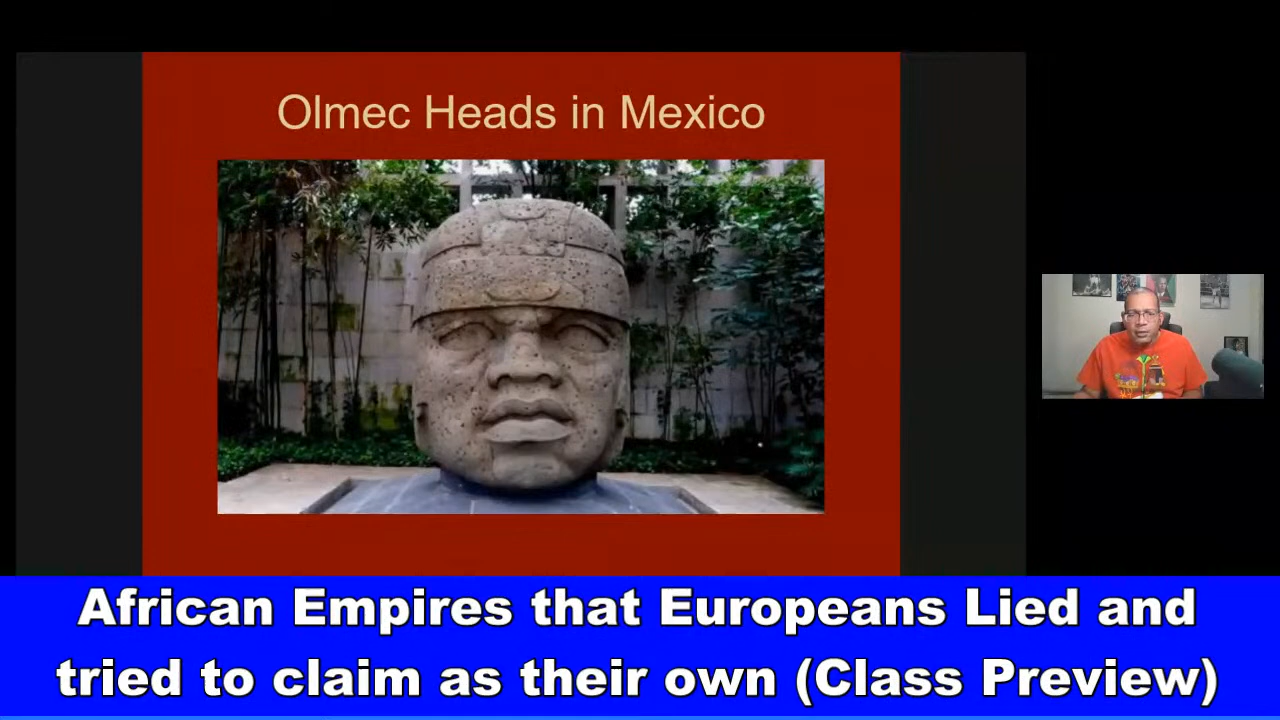 Olmec Heads in Mexico
African Empires that Europeans Lied and
tried to claim as their own (Class Preview)